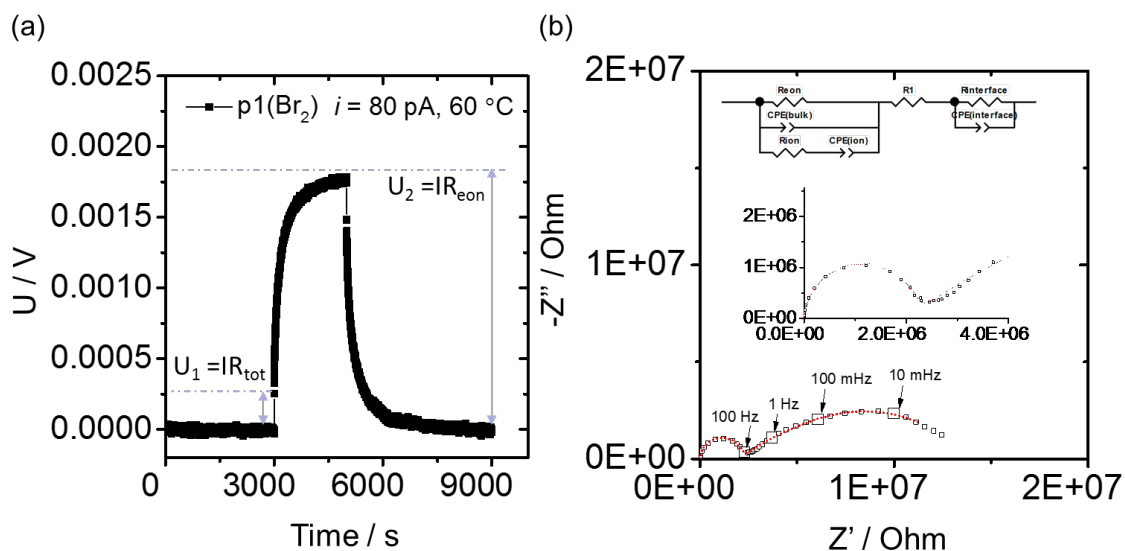 (a)
0.0025
0.0020
0.0015
0.0010
0.0005
0.0000
U / V
p1(Br2) i = 80 pA, 60 °C
U2 =IReon
U1 =IRtot
0
3000
6000
9000
Time / s
(b)
2E+07
1E+07
0E+00
-Z" / Ohm
Reon
R1
Rinterface
CPE(bulk)
CPE(interface)
Rion
CPE(ion)
2E+06
1E+06
0E+00
0.0E+00
2.0E+06
4.0E+06
100 Hz
1 Hz
100 mHz
10 mHz
0E+00
1E+07
2E+07
Z' / Ohm